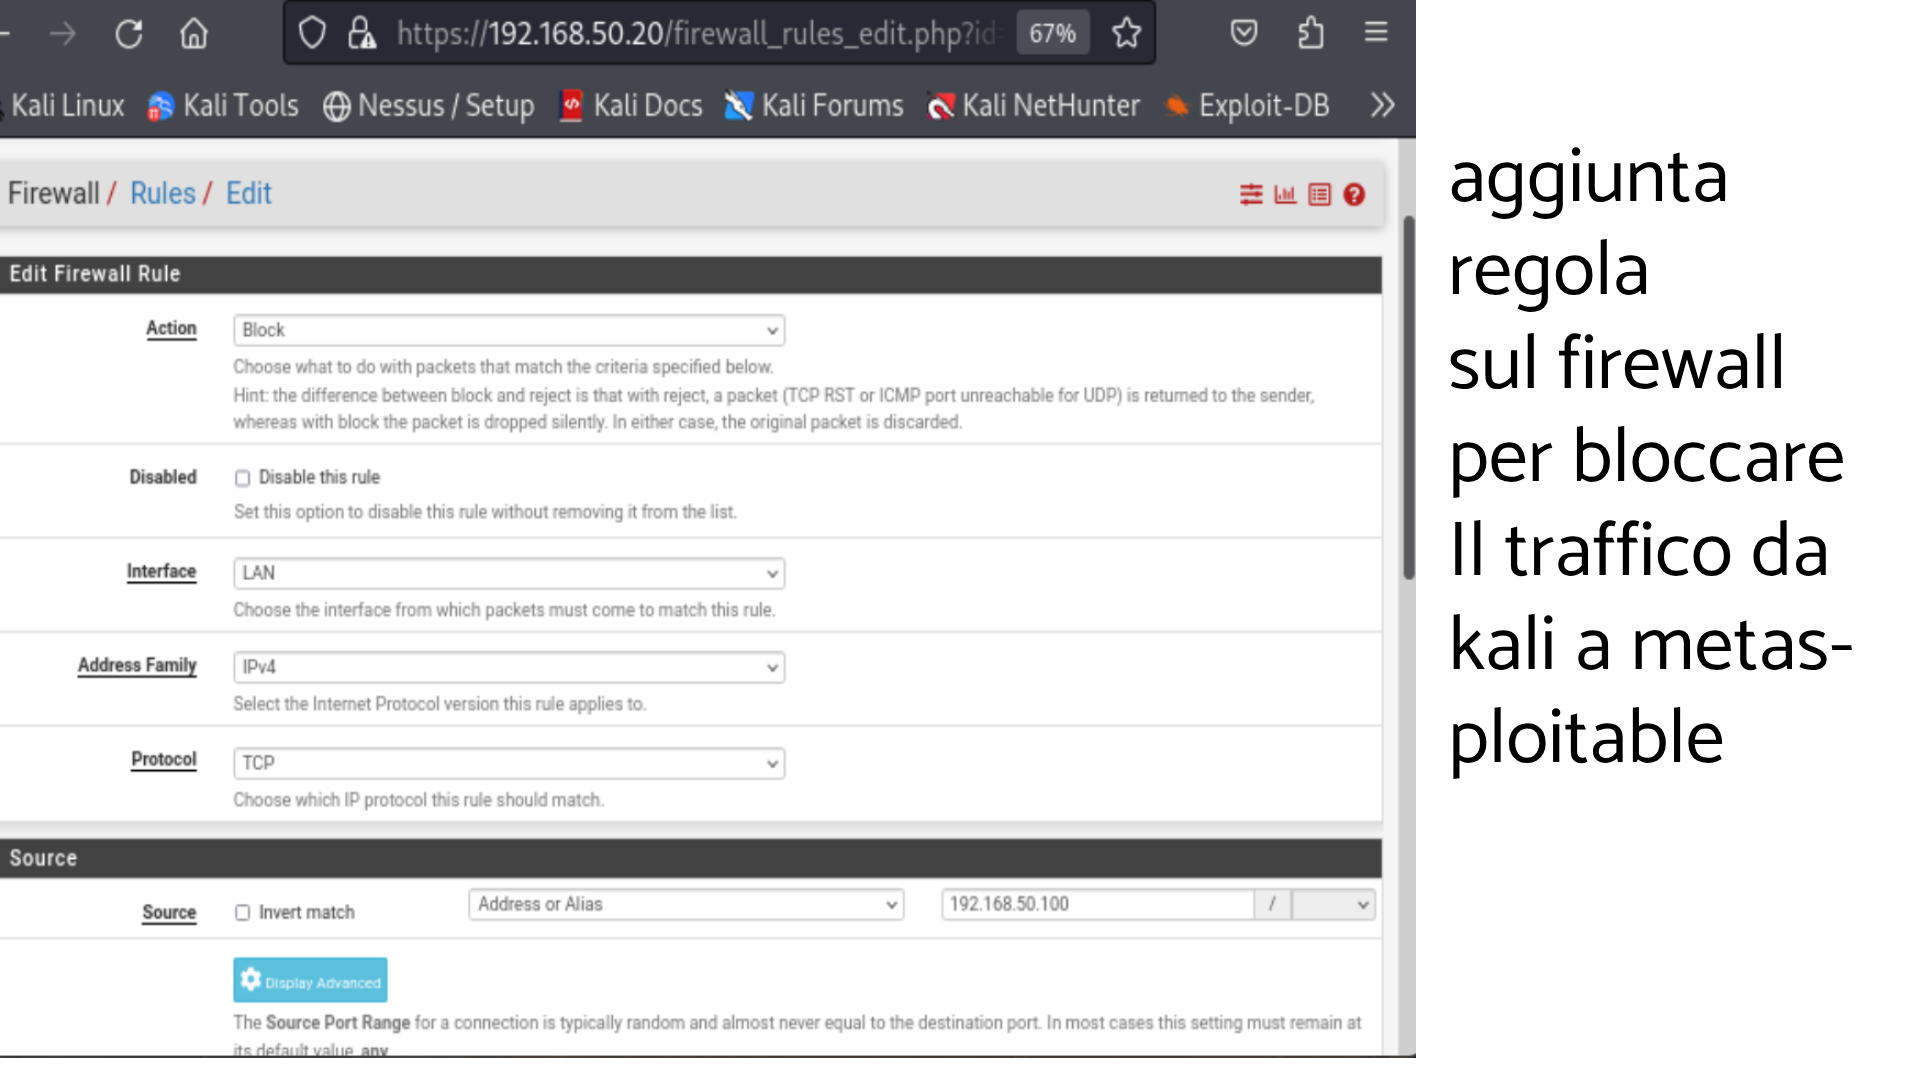 https://192.168.50.20/firewall_rules_edit.php?id 67%
Kali Linux Kali Tools Nessus / Setup Kali Docs Kali Forums Kali NetHunter Exploit-DB
Firewall / Rules / Edit
Edit Firewall Rule
Action Block
Choose what to do with packets that match the criteria specified below.
Hint: the difference between block and reject is that with reject, a packet (TCP RST or ICMP port unreachable for UDP) is returned to the sender,
whereas with block the packet is dropped silently. In either case, the original packet is discarded.
Disabled Disable this rule
Set this option to disable this rule without removing it from the list.
Interface LAN
Choose the interface from which packets must come to match this rule.
Address Family IPv4
Select the Internet Protocol version this rule applies to.
Protocol TCP
Choose which IP protocol this rule should match.
Source
Source Invert match Address or Alias 192.168.50.100 /
Display Advanced
The Source Port Range for a connection is typically random and almost never equal to the destination port. In most cases this setting must remain at
its default value, any
aggiunta
regola
sul firewall
per bloccare
Il traffico da
kali a metas-
ploitable